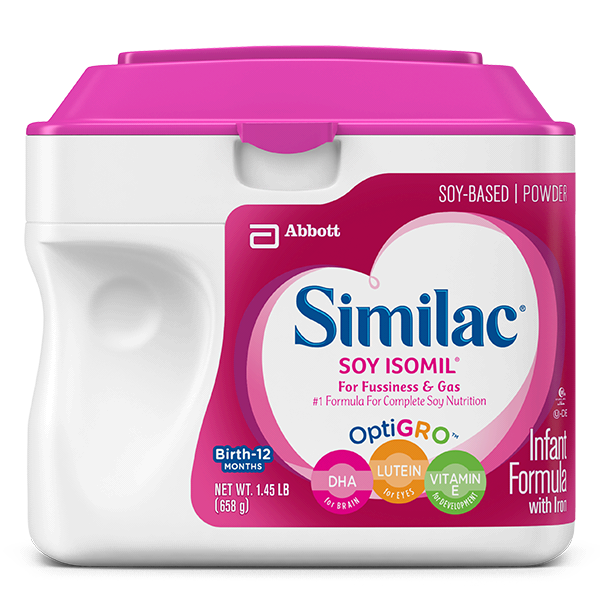 SOY-BASED | POWDER
Abbott
Similac®
SOY ISOMIL®
For Fussiness & Gas
#1 Formula For Complete Soy Nutrition
OptiGRO™
Birth-12
MONTHS
DHA
for BRAIN
LUTEIN
for EYES
VITAMIN
E
for DEVELOPMENT
NET WT. 1.45 LB
(658 g)
U-DE
Infant
Formula
with Iron